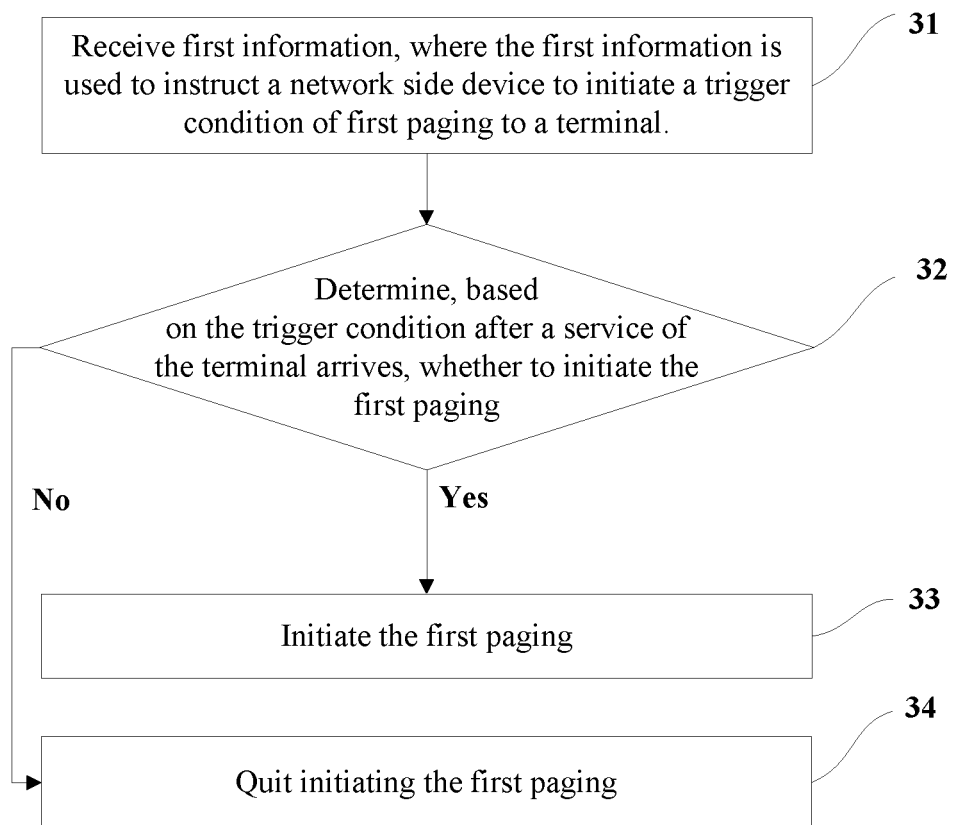 31
Receive first information, where the first information is
used to instruct a network side device to initiate a trigger
condition of first paging to a terminal.
32
Determine, based
on the trigger condition after a service of
the terminal arrives, whether to initiate the
first paging
No
Yes
33
Initiate the first paging
34
Quit initiating the first paging